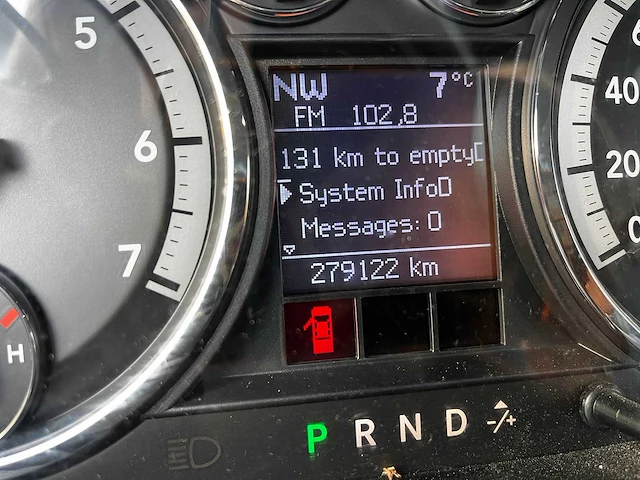 5
6
7
H
NW 7°C
FM 102,8
131 km to empty
System Info
Messages: 0
279122 km
P R N D -/+
40
20
0